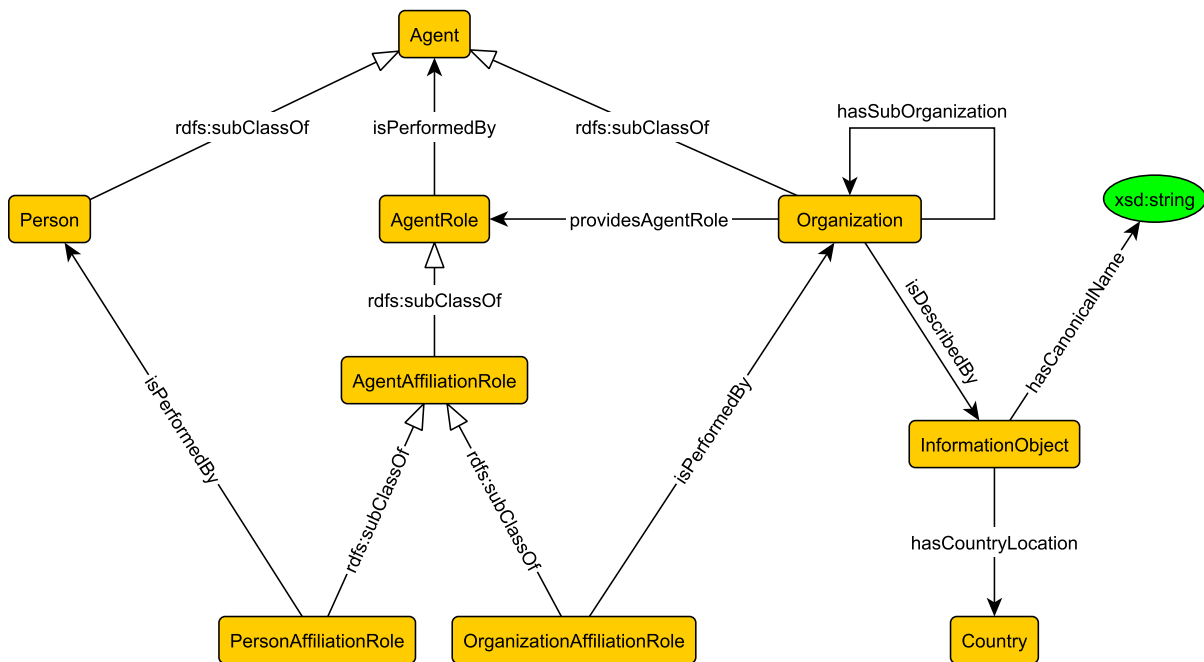 Agent
hasSubOrganization
rdfs:subClassOf
isPerformedBy
rdfs:subClassOf
xsd:string
Person
AgentRole
providesAgentRole
Organization
rdfs:subClassOf
isDescribedBy
hasCanonicalName
AgentAffiliationRole
isPerformedBy
isPerformedBy
InformationObject
rdfs:subClassOf
rdfs:subClassOf
hasCountryLocation
PersonAffiliationRole
OrganizationAffiliationRole
Country